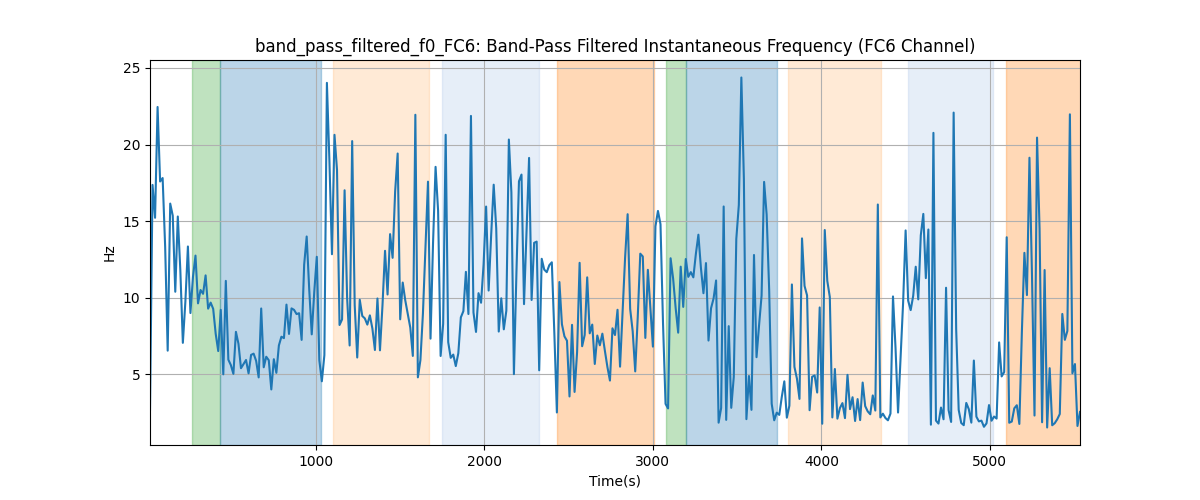 band_pass_filtered_f0_FC6: Band-Pass Filtered Instantaneous Frequency (FC6 Channel)
25
20
15
10
5
Hz
1000 2000 3000 4000 5000
Time(s)